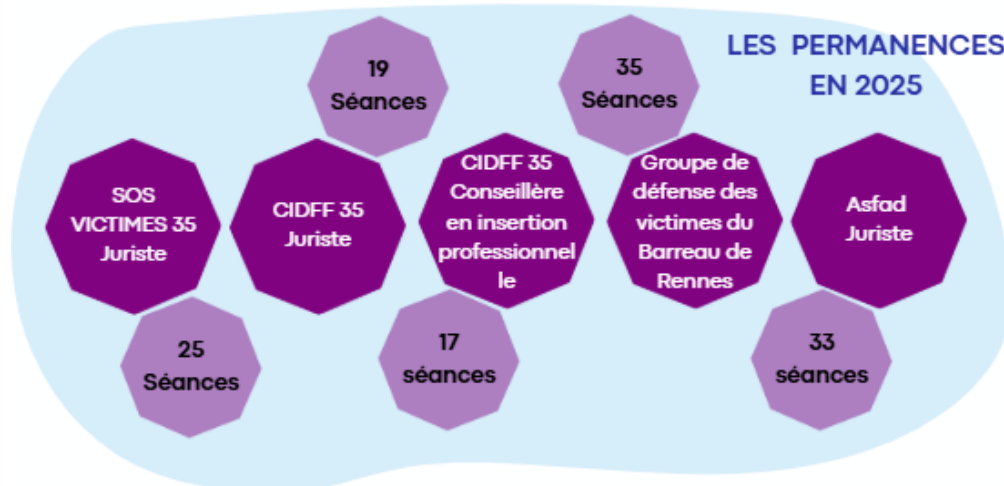 LES PERMANENCES
EN 2025
19
Séances
35
Séances
SOS
VICTIMES 35
Juriste
CIDFF 35
Juriste
CIDFF 35
Conseillère
en insertion
professionnel
le
Groupe de
défense des
victimes du
Barreau de
Rennes
Asfad
Juriste
25
Séances
17
séances
33
séances